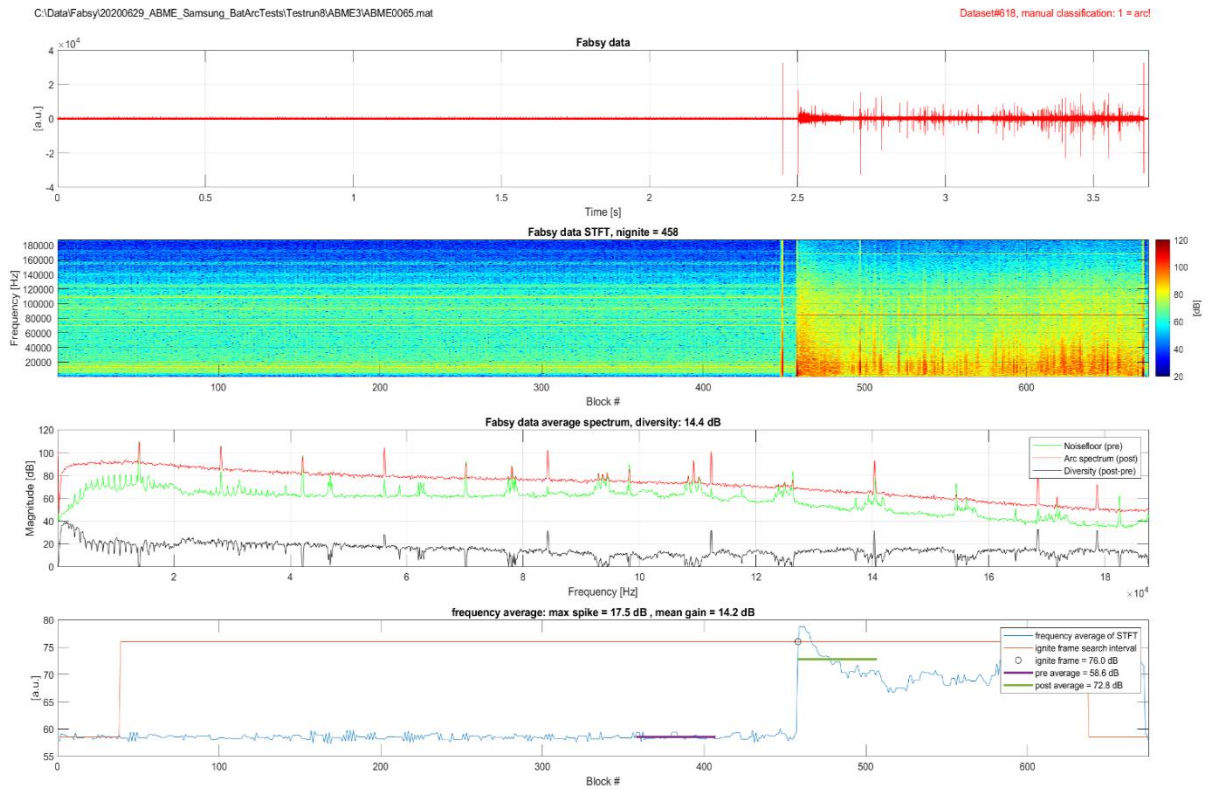 C:\Data\Fabsy\20200629_ABME_Samsung_BatArcTests\Testrun8\ABME3\ABME0065.mat
Dataset#618, manual classification: 1 = arc!
Fabsy data
×10⁴
4
2
0
-2
-4
[a.u.]
0 0.5 1 1.5 2 2.5 3 3.5
Time [s]
Fabsy data STFT, nignite = 458
180000
160000
140000
120000
100000
80000
60000
40000
20000
Frequency [Hz]
100 200 300 400 500 600
Block #
120
100
80
60
40
20
[dB]
Fabsy data average spectrum, diversity: 14.4 dB
120
100
80
60
40
20
0
Magnitude [dB]
Noisefloor (pre)
Arc spectrum (post)
Diversity (post-pre)
2 4 6 8 10 12 14 16 18
×10⁴
Frequency [Hz]
frequency average: max spike = 17.5 dB , mean gain = 14.2 dB
80
75
70
65
60
55
[a.u.]
frequency average of STFT
ignite frame search interval
ignite frame = 76.0 dB
pre average = 58.6 dB
post average = 72.8 dB
0 100 200 300 400 500 600
Block #